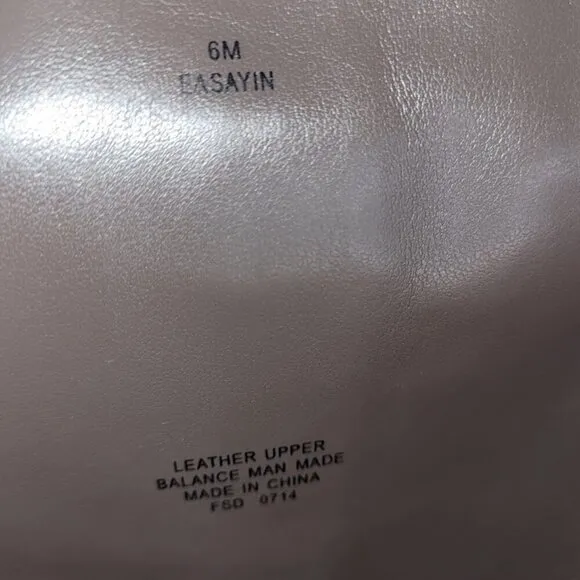 6M
EASAYIN
LEATHER UPPER
BALANCE MAN MADE
MADE IN CHINA
FSD 0714